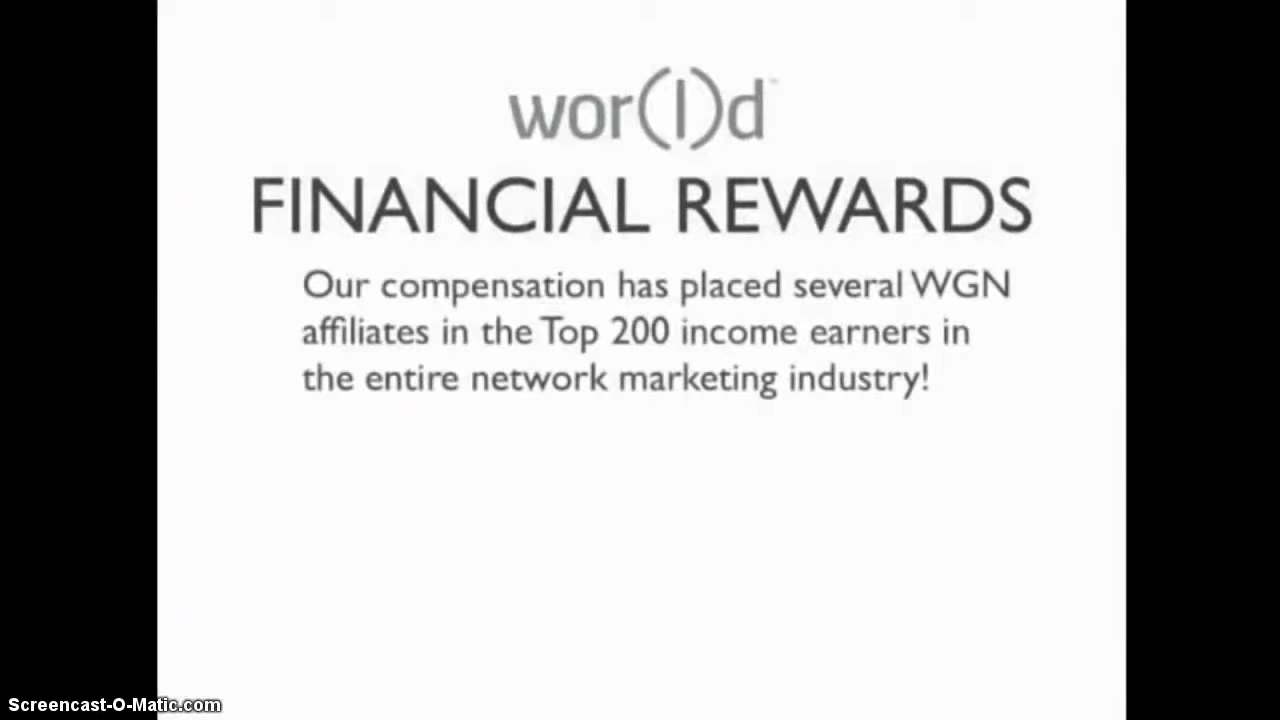 wor(l)d™
FINANCIAL REWARDS
Our compensation has placed several WGN
affiliates in the Top 200 income earners in
the entire network marketing industry!
Screencast-O-Matic.com